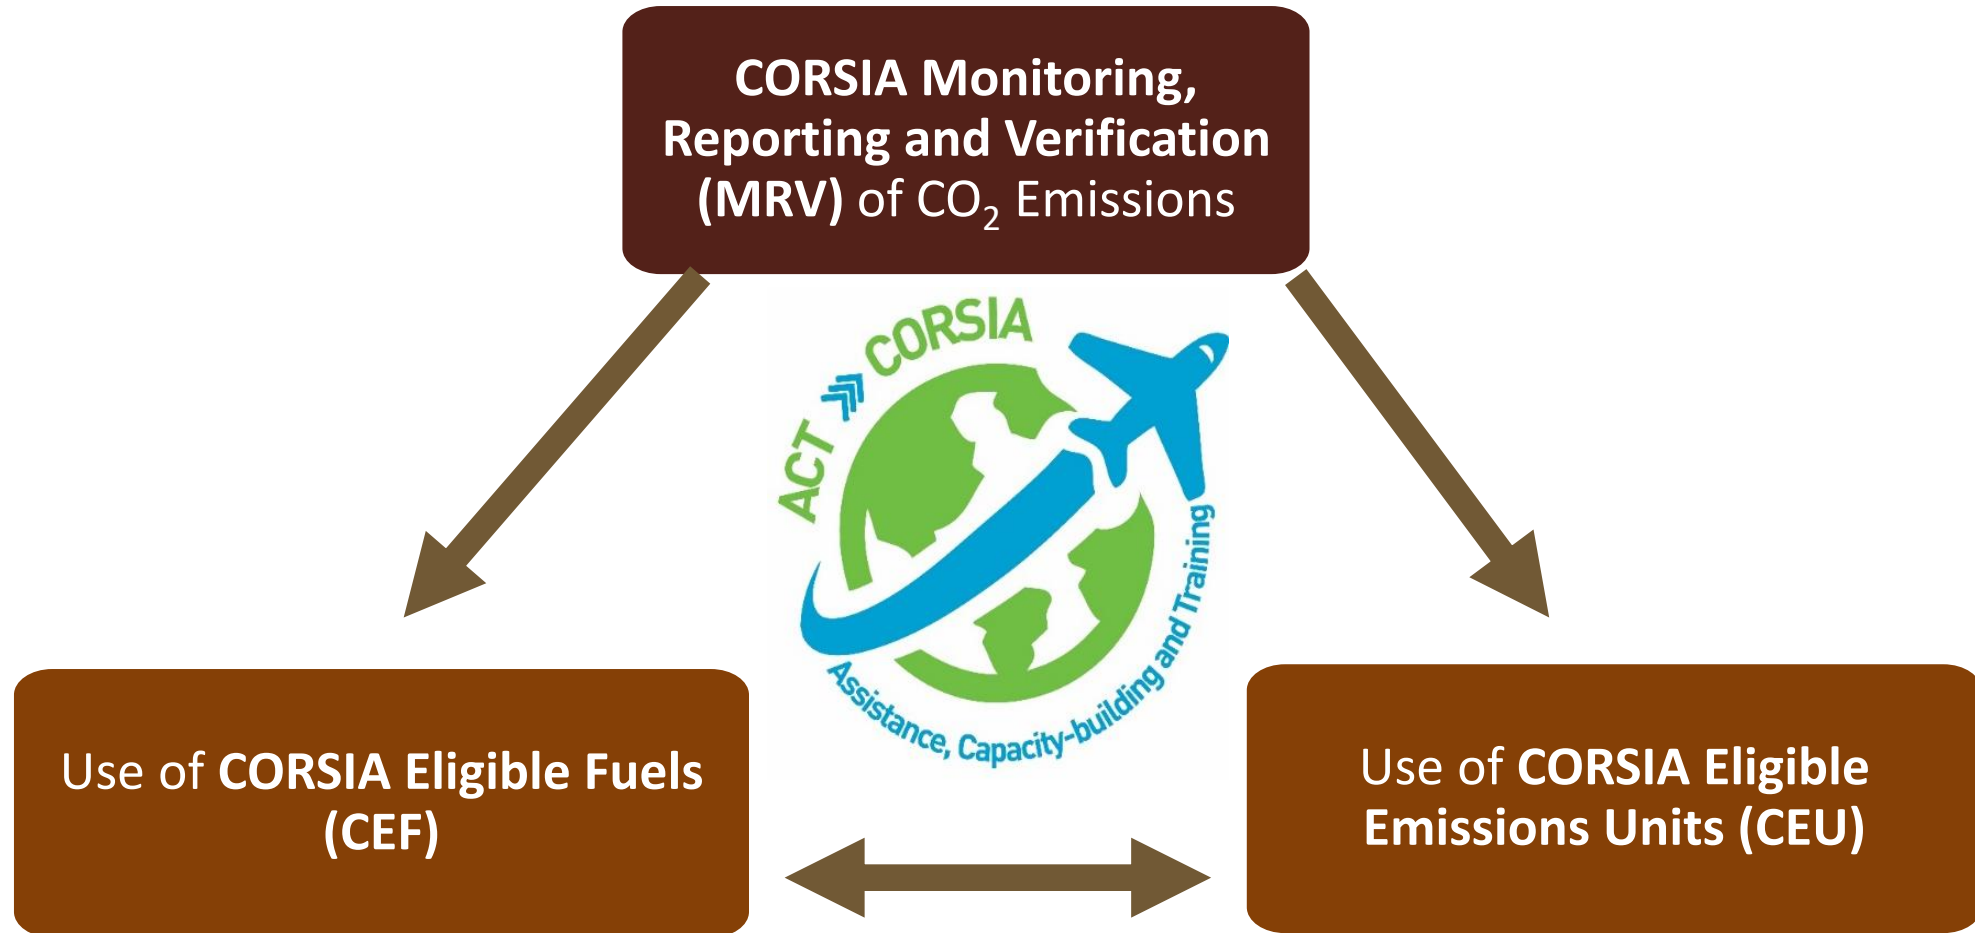 CORSIA Monitoring,
Reporting and Verification
(MRV) of CO₂ Emissions
ACT CORSIA
Assistance, Capacity-building and Training
Use of CORSIA Eligible Fuels
(CEF)
Use of CORSIA Eligible
Emissions Units (CEU)